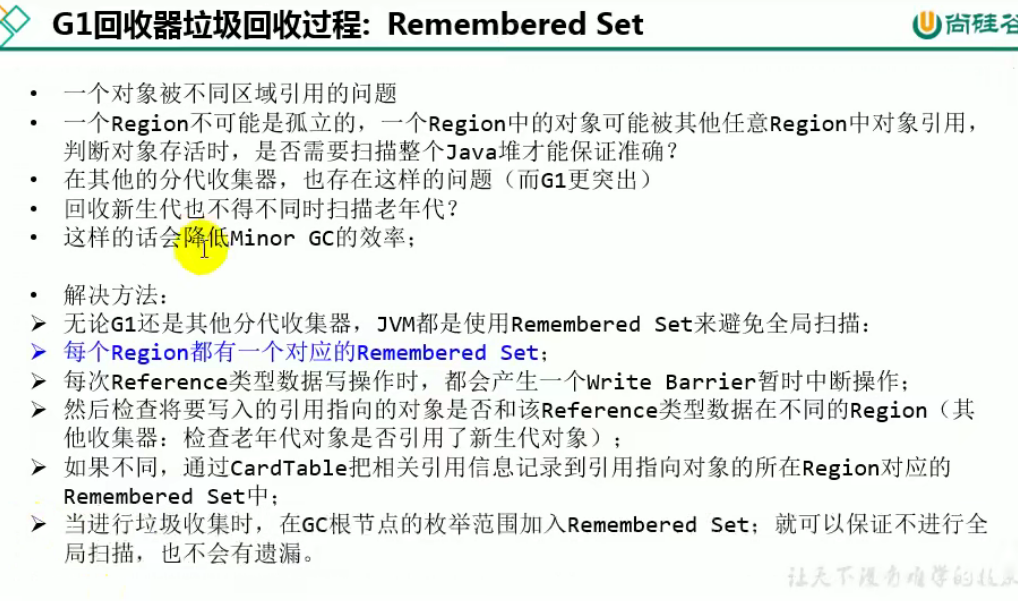 G1回收器垃圾回收过程: Remembered Set
尚硅谷
• 一个对象被不同区域引用的问题
• 一个Region不可能是孤立的，一个Region中的对象可能被其他任意Region中对象引用，
判断对象存活时，是否需要扫描整个Java堆才能保证准确？
• 在其他的分代收集器，也存在这样的问题（而G1更突出）
• 回收新生代也不得不同时扫描老年代？
• 这样的话会降低Minor GC的效率；
• 解决方法：
➢ 无论G1还是其他分代收集器，JVM都是使用Remembered Set来避免全局扫描：
➢ 每个Region都有一个对应的Remembered Set；
➢ 每次Reference类型数据写操作时，都会产生一个Write Barrier暂时中断操作；
➢ 然后检查将要写入的引用指向的对象是否和该Reference类型数据在不同的Region（其
他收集器：检查老年代对象是否引用了新生代对象）；
➢ 如果不同，通过CardTable把相关引用信息记录到引用指向对象的所在Region对应的
Remembered Set中；
➢ 当进行垃圾收集时，在GC根节点的枚举范围加入Remembered Set；就可以保证不进行全
局扫描，也不会有遗漏。
让天下没有难学的技术